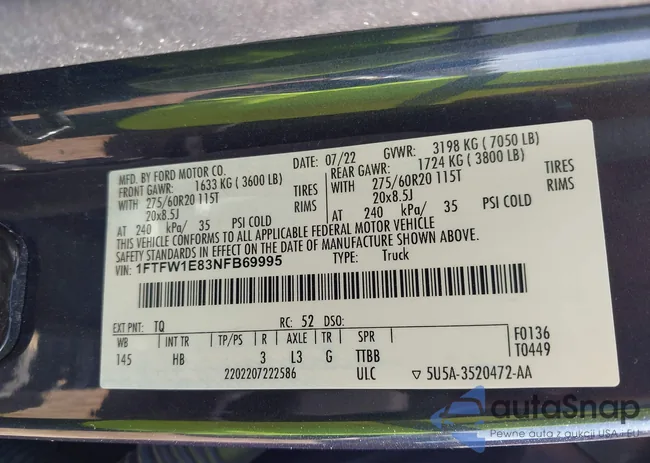 MFD. BY FORD MOTOR CO. DATE: 07/22 GVWR: 3198 KG ( 7050 LB)
FRONT GAWR: 1633 KG ( 3600 LB) REAR GAWR: 1724 KG ( 3800 LB)
WITH 275/60R20 115T TIRES WITH 275/60R20 115T TIRES
20x8.5J RIMS 20x8.5J RIMS
AT 240 kPa/ 35 PSI COLD AT 240 kPa/ 35 PSI COLD
THIS VEHICLE CONFORMS TO ALL APPLICABLE FEDERAL MOTOR VEHICLE
SAFETY STANDARDS IN EFFECT ON THE DATE OF MANUFACTURE SHOWN ABOVE.
VIN: 1FTFW1E83NFB69995 TYPE: Truck
EXT PNT: TQ RC: 52 DSO: F0136
WB INT TR TP/PS R AXLE TR SPR T0449
145 HB 3 L3 G TTBB
2202207222586 ULC ▽ 5U5A-3520472-AA
autaSnap
Pewne auta z aukcji USA i EU